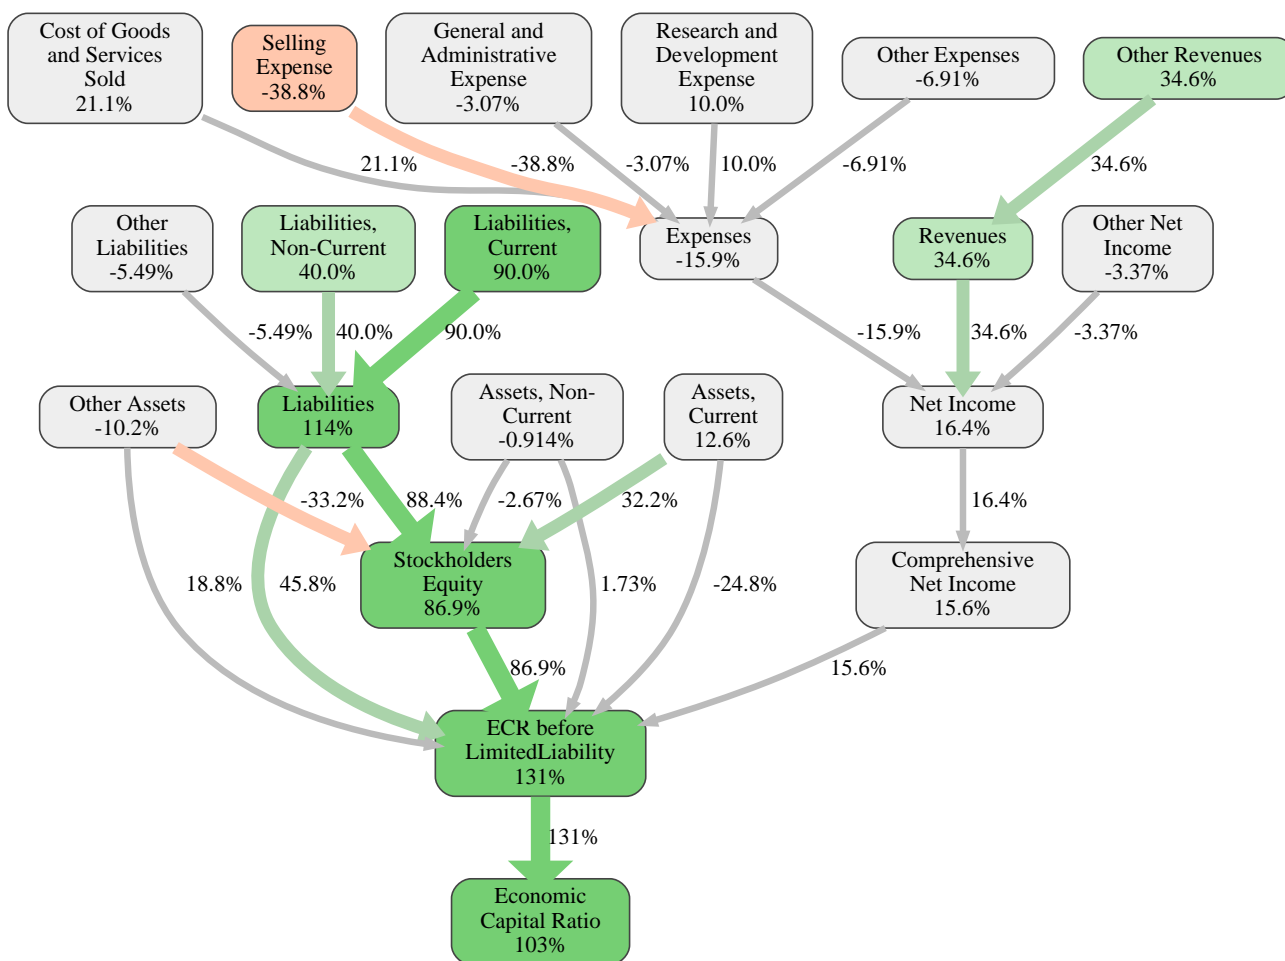 Cost of Goods
and Services
Sold
21.1%
Selling
Expense
-38.8%
General and
Administrative
Expense
-3.07%
Research and
Development
Expense
10.0%
Other Expenses
-6.91%
Other Revenues
34.6%
21.1%
-38.8%
-3.07%
10.0%
-6.91%
34.6%
Other
Liabilities
-5.49%
Liabilities,
Non-Current
40.0%
Liabilities,
Current
90.0%
Expenses
-15.9%
Revenues
34.6%
Other Net
Income
-3.37%
-5.49%
40.0%
90.0%
-15.9%
34.6%
-3.37%
Other Assets
-10.2%
Liabilities
114%
Assets, Non-
Current
-0.914%
Assets,
Current
12.6%
Net Income
16.4%
-33.2%
88.4%
-2.67%
32.2%
16.4%
Stockholders
Equity
86.9%
Comprehensive
Net Income
15.6%
18.8%
45.8%
1.73%
-24.8%
86.9%
15.6%
ECR before
LimitedLiability
131%
131%
Economic
Capital Ratio
103%